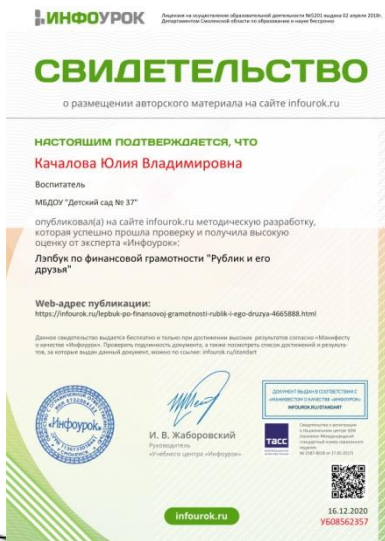 ИНФОУРОК
Лицензия на осуществление образовательной деятельности №5201 выдана 02 апреля 2018г.
Департаментом Смоленской области по образованию и науке бессрочно
СВИДЕТЕЛЬСТВО
о размещении авторского материала на сайте infourok.ru
НАСТОЯЩИМ ПОДТВЕРЖДАЕТСЯ, ЧТО
Качалова Юлия Владимировна
Воспитатель
МБДОУ "Детский сад № 37"
опубликовал(а) на сайте infourok.ru методическую разработку,
которая успешно прошла проверку и получила высокую
оценку от эксперта «Инфоурок»:
Лэпбук по финансовой грамотности "Рублик и его
друзья"
Web-адрес публикации:
https://infourok.ru/lepbuk-po-finansovoj-gramotnosti-rublik-i-ego-druzya-4665888.html
Данное свидетельство выдается бесплатно и только при достижении высоких результатов согласно «Манифесту
о качестве «Инфоурок». Проверить подлинность документа, а также посмотреть список достижений и результа-
тов, за которые выдан данный документ, можно по ссылке: infourok.ru/standart
«Инфоурок»
И. В. Жаборовский
Руководитель
«Учебного центра «Инфоурок»
ДОКУМЕНТ ВЫДАН В СООТВЕТСТВИИ С
«МАНИФЕСТОМ О КАЧЕСТВЕ «ИНФОУРОК»
INFOUROK.RU/STANDART
ТАСС
infourok.ru
16.12.2020
УБ08562357